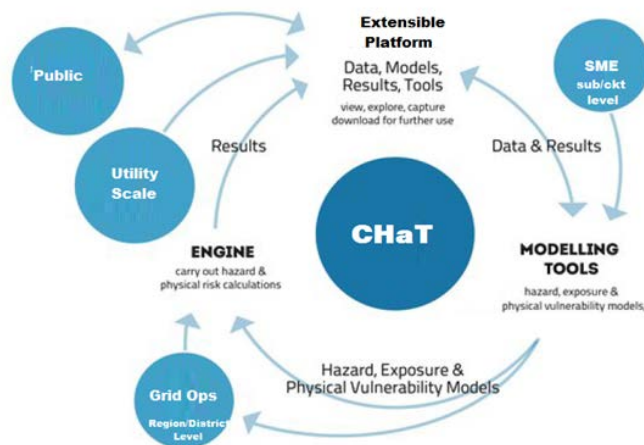 Extensible
Platform
Data, Models,
Results, Tools
view, explore, capture
download for further use
'Public
SME
sub/ckt
level
Results
Data & Results
Utility
Scale
CHaT
ENGINE
carry out hazard &
physical risk calculations
MODELLING
TOOLS
hazard, exposure &
physical vulnerability models,
Hazard, Exposure &
Physical Vulnerability Models
Grid Ops
Region/District
Level